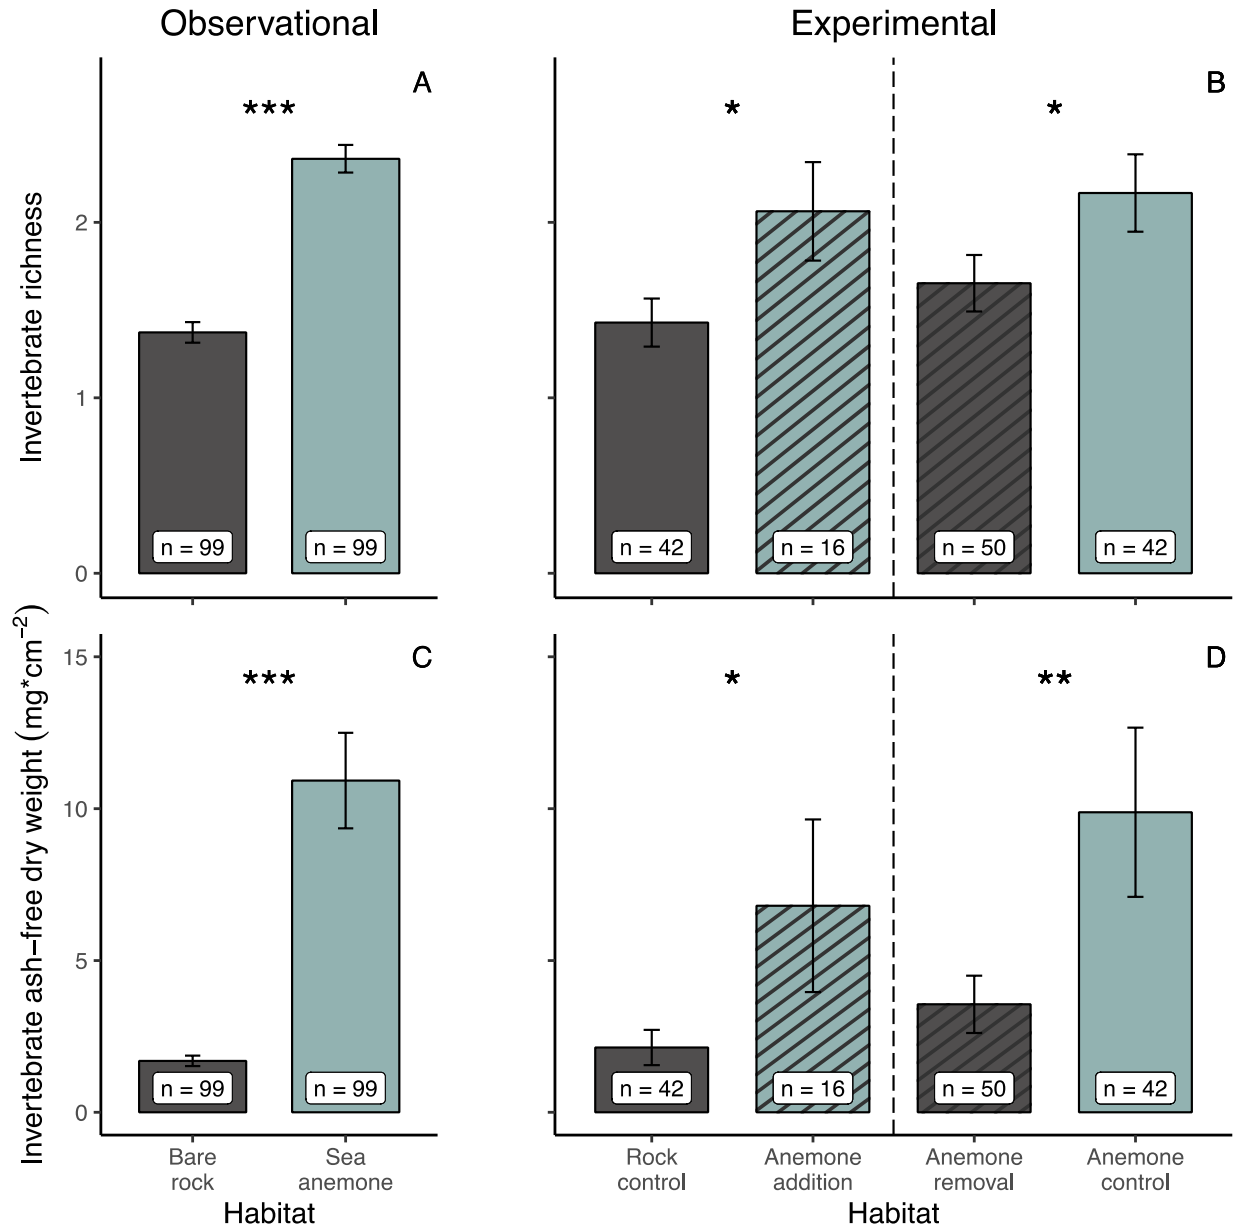 Observational
Experimental
A
***
Invertebrate richness
2
1
0
n = 99
n = 99
B
*
*
n = 42
n = 16
n = 50
n = 42
C
***
Invertebrate ash−free dry weight (mg*cm⁻²)
15
10
5
0
n = 99
n = 99
Bare
rock
Sea
anemone
Habitat
D
*
**
n = 42
n = 16
n = 50
n = 42
Rock
control
Anemone
addition
Anemone
removal
Anemone
control
Habitat